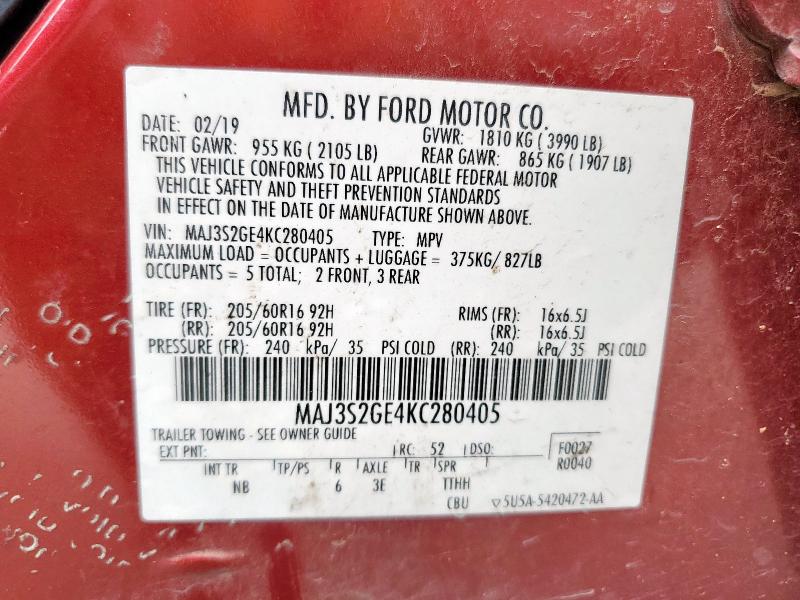 MFD. BY FORD MOTOR CO.
DATE: 02/19 GVWR: 1810 KG ( 3990 LB)
FRONT GAWR: 955 KG ( 2105 LB) REAR GAWR: 865 KG ( 1907 LB)
THIS VEHICLE CONFORMS TO ALL APPLICABLE FEDERAL MOTOR
VEHICLE SAFETY AND THEFT PREVENTION STANDARDS
IN EFFECT ON THE DATE OF MANUFACTURE SHOWN ABOVE.
VIN: MAJ3S2GE4KC280405 TYPE: MPV
MAXIMUM LOAD = OCCUPANTS + LUGGAGE = 375KG/ 827LB
OCCUPANTS = 5 TOTAL; 2 FRONT, 3 REAR
TIRE (FR): 205/60R16 92H RIMS (FR): 16x6.5J
(RR): 205/60R16 92H (RR): 16x6.5J
PRESSURE (FR): 240 kPa/ 35 PSI COLD (RR): 240 kPa/ 35 PSI COLD
MAJ3S2GE4KC280405
TRAILER TOWING - SEE OWNER GUIDE
EXT PNT: RC: 52 DSO: F0027
R0040
INT TR TP/PS R AXLE TR SPR
NB 6 3E TTHH
CBU 5U5A-5420472-AA